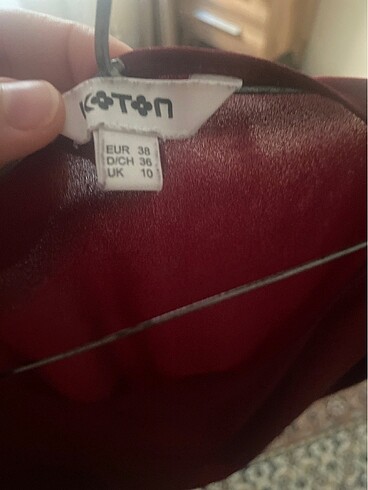 KOTON
EUR 38
D/CH 36
UK 10